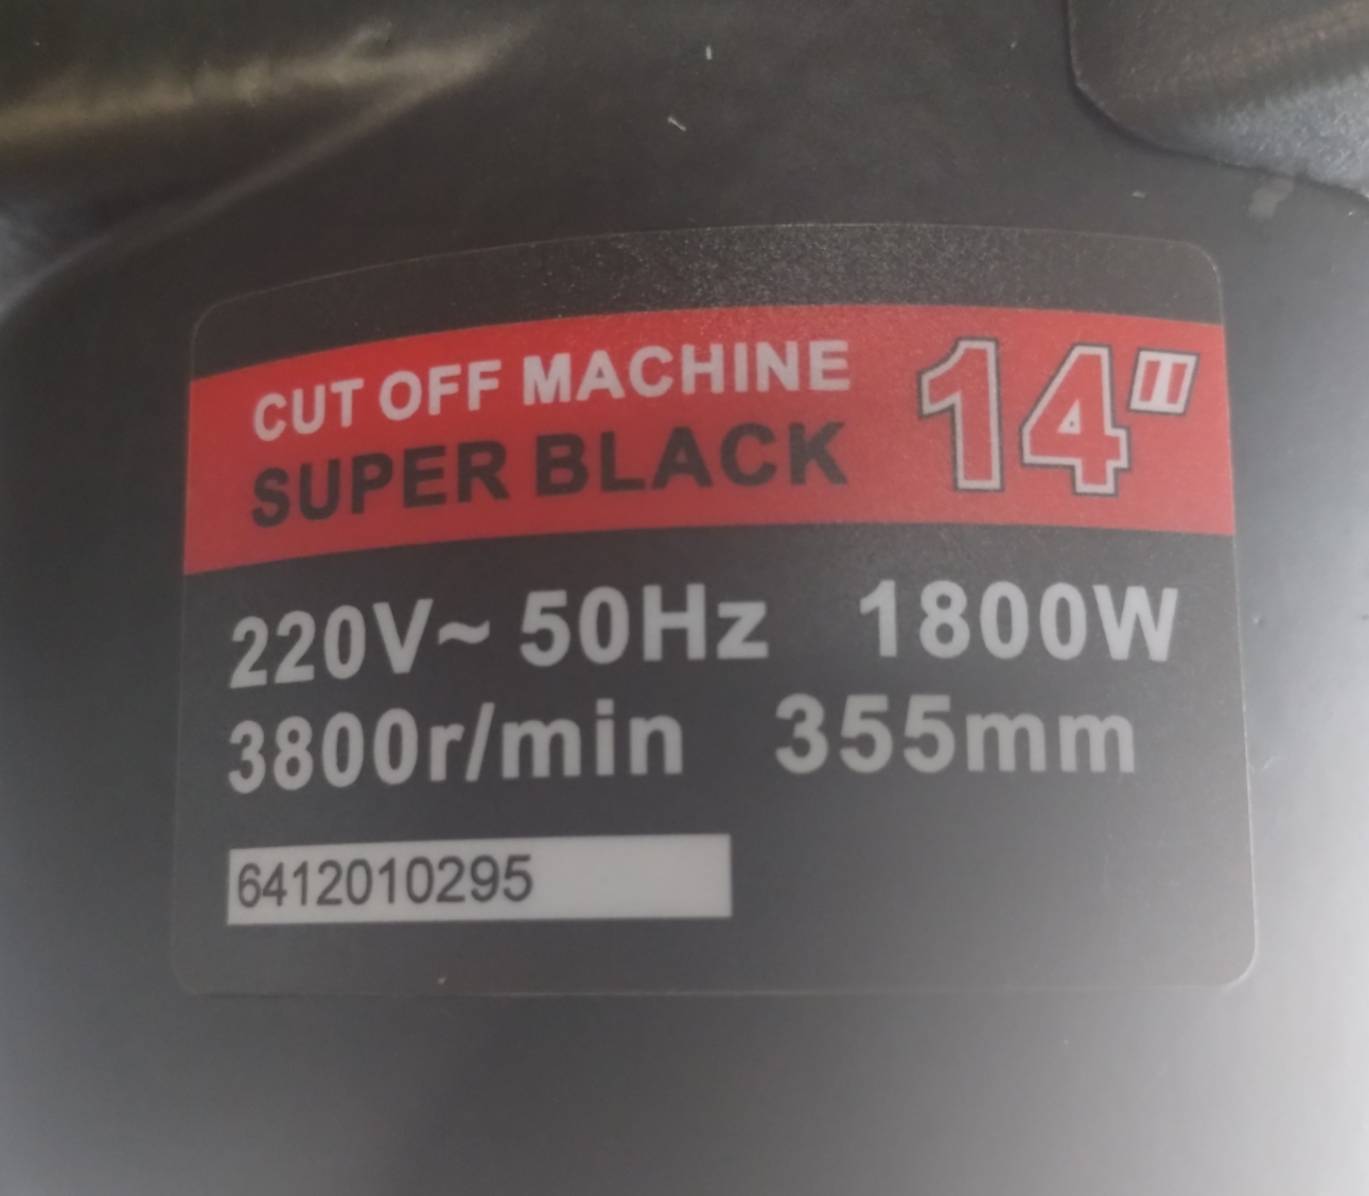 CUT OFF MACHINE 14"
SUPER BLACK
220V~ 50Hz 1800W
3800r/min 355mm
6412010295